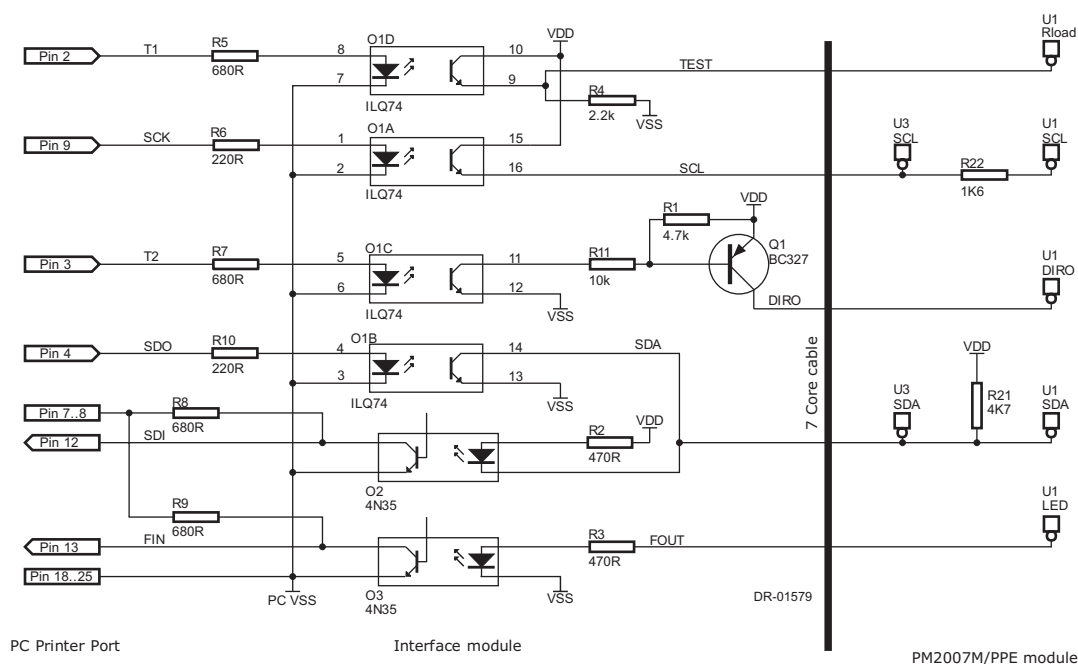 U1
Rload
O1D
VDD
Pin 2
T1
R5
680R
8
10
TEST
7
9
R4
2.2k
VSS
ILQ74
O1A
Pin 9
SCK
R6
220R
1
15
2
16
SCL
U3
SCL
U1
SCL
R22
1K6
ILQ74
R1
4.7k
VDD
Q1
BC327
Pin 3
T2
R7
680R
O1C
5
11
R11
10k
6
12
VSS
DIRO
U1
DIRO
ILQ74
O1B
Pin 4
SDO
R10
220R
4
14
SDA
3
13
VSS
ILQ74
7 Core cable
VDD
R21
4K7
U3
SDA
U1
SDA
Pin 7..8
R8
680R
Pin 12
SDI
R2
470R
VDD
O2
4N35
R9
680R
U1
LED
Pin 13
FIN
R3
470R
FOUT
Pin 18..25
PC VSS
O3
4N35
VSS
DR-01579
PC Printer Port
Interface module
PM2007M/PPE module